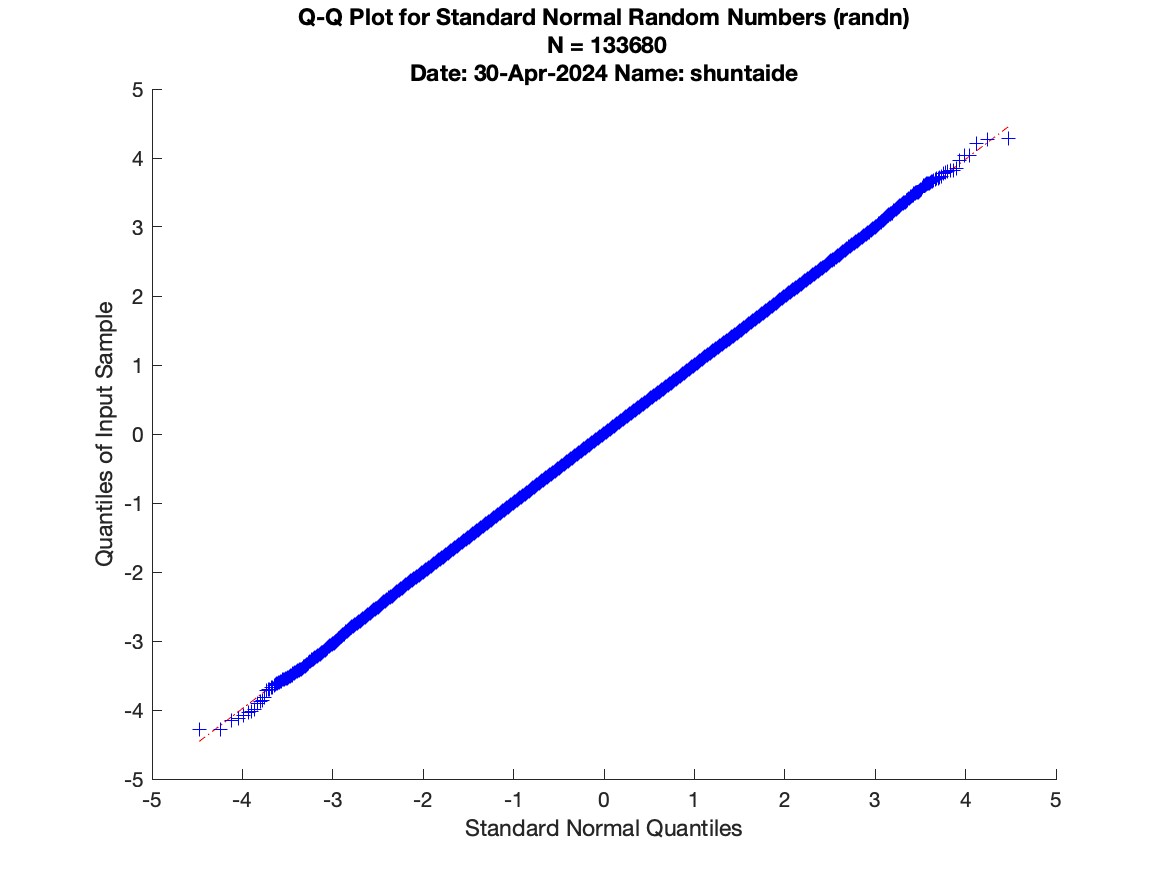 Q-Q Plot for Standard Normal Random Numbers (randn)
N = 133680
Date: 30-Apr-2024 Name: shuntaide
5
4
3
2
1
0
-1
-2
-3
-4
-5
Quantiles of Input Sample
-5 -4 -3 -2 -1 0 1 2 3 4 5
Standard Normal Quantiles